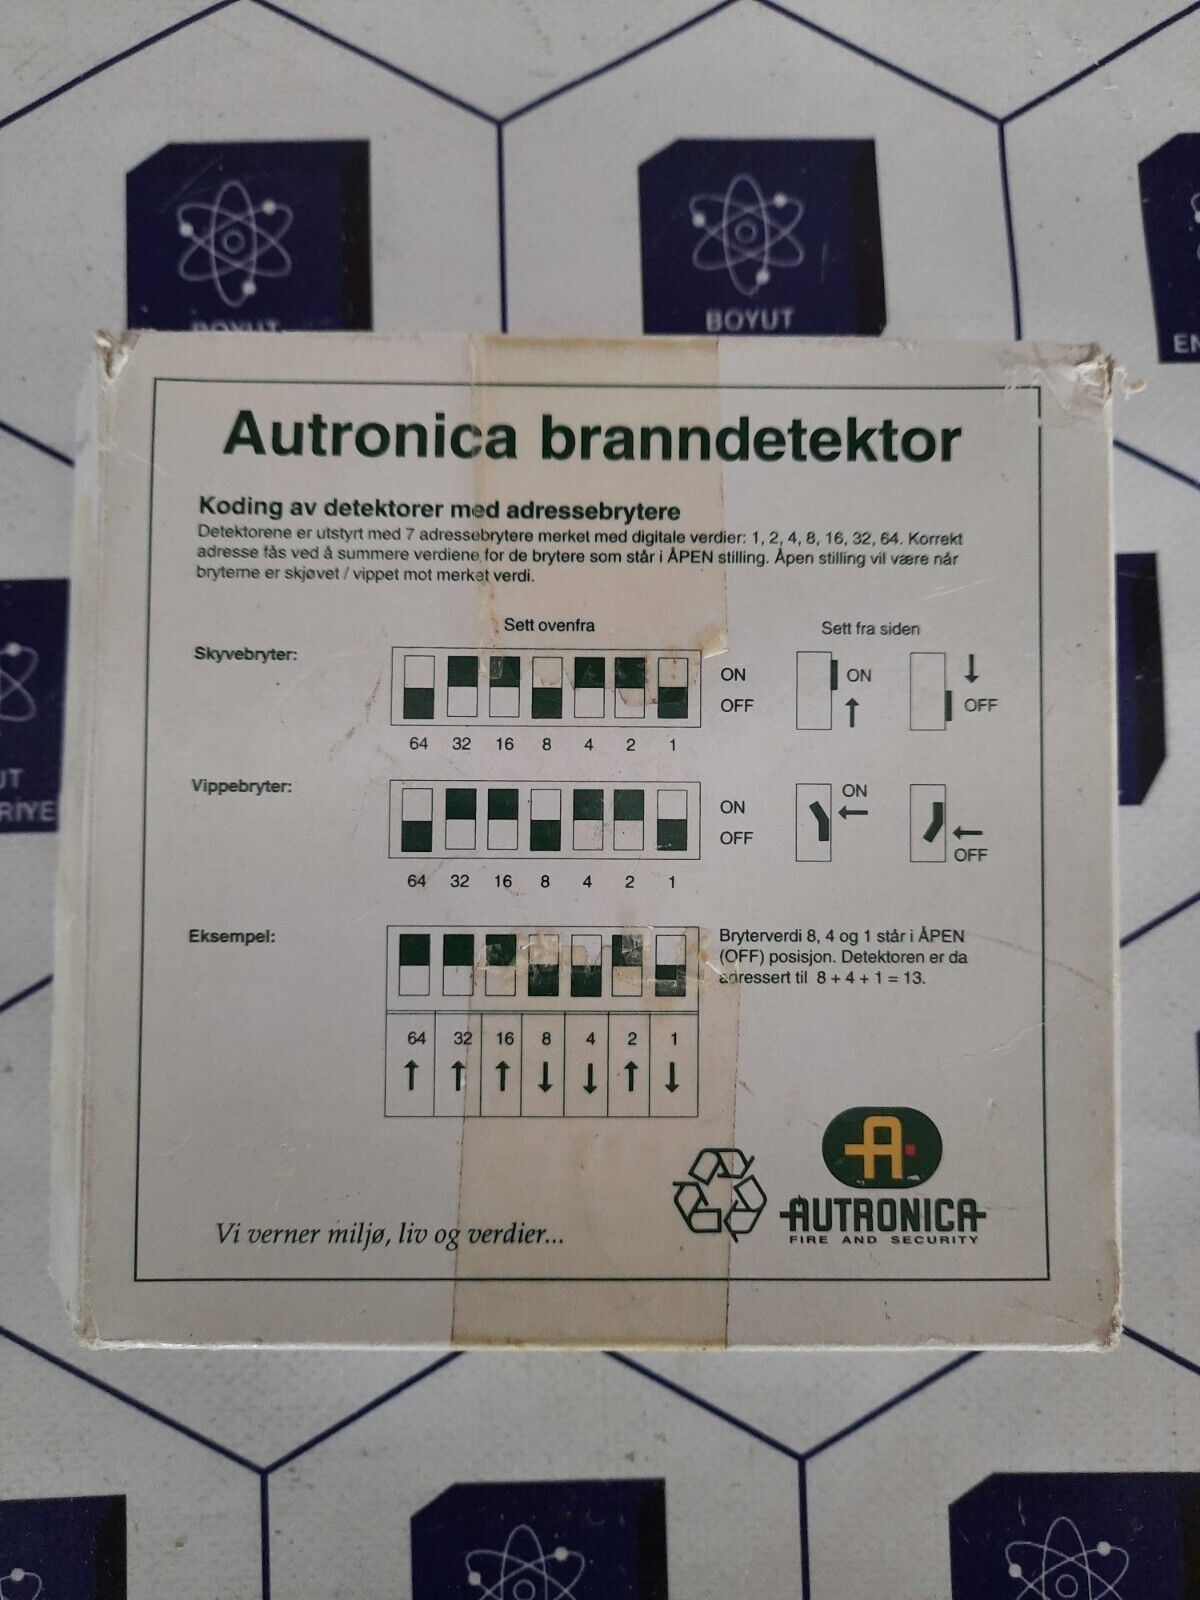 BOYUT
BOYUT
EN
UT
RİYE
Autronica branndetektor
Koding av detektorer med adressebrytere
Detektorene er utstyrt med 7 adressebrytere merket med digitale verdier: 1, 2, 4, 8, 16, 32, 64. Korrekt
adresse fås ved å summere verdiene for de brytere som står i ÅPEN stilling. Åpen stilling vil være når
bryterne er skjøvet / vippet mot merket verdi.
Sett ovenfra
Sett fra siden
Skyvebryter:
ON
OFF
ON
OFF
64 32 16 8 4 2 1
Vippebryter:
ON
OFF
ON
OFF
64 32 16 8 4 2 1
Eksempel:
Bryterverdi 8, 4 og 1 står i ÅPEN
(OFF) posisjon. Detektoren er da
adressert til 8 + 4 + 1 = 13.
64 32 16 8 4 2 1
↑ ↑ ↑ ↓ ↓ ↑ ↓
Vi verner miljø, liv og verdier...
A
AUTRONICA
FIRE AND SECURITY